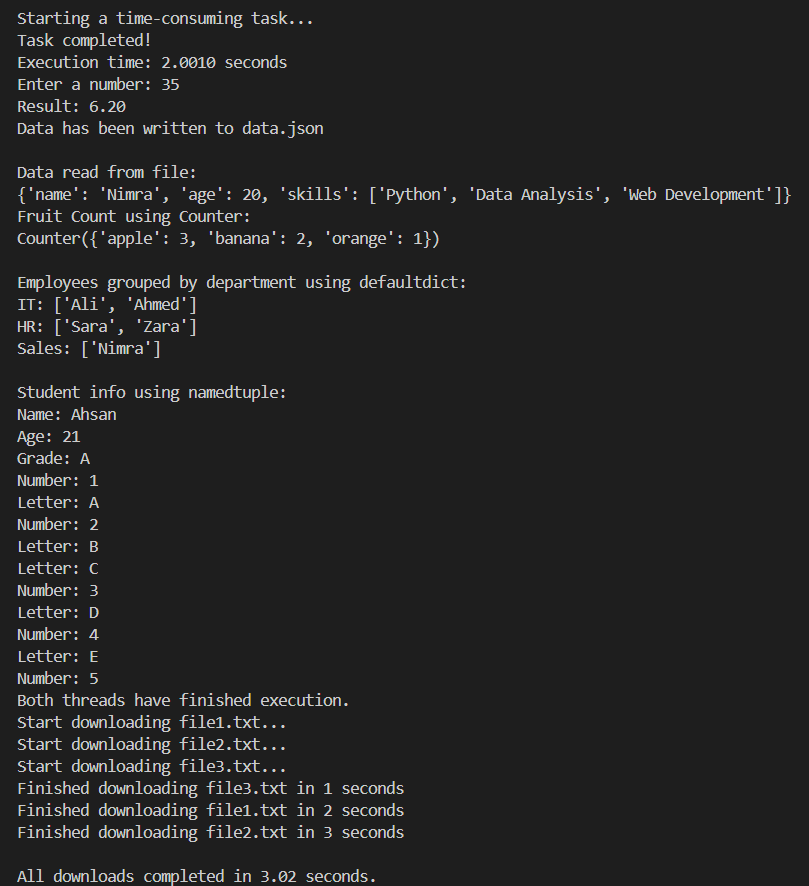 Starting a time-consuming task...
Task completed!
Execution time: 2.0010 seconds
Enter a number: 35
Result: 6.20
Data has been written to data.json
Data read from file:
{'name': 'Nimra', 'age': 20, 'skills': ['Python', 'Data Analysis', 'Web Development']}
Fruit Count using Counter:
Counter({'apple': 3, 'banana': 2, 'orange': 1})
Employees grouped by department using defaultdict:
IT: ['Ali', 'Ahmed']
HR: ['Sara', 'Zara']
Sales: ['Nimra']
Student info using namedtuple:
Name: Ahsan
Age: 21
Grade: A
Number: 1
Letter: A
Number: 2
Letter: B
Letter: C
Number: 3
Letter: D
Number: 4
Letter: E
Number: 5
Both threads have finished execution.
Start downloading file1.txt...
Start downloading file2.txt...
Start downloading file3.txt...
Finished downloading file3.txt in 1 seconds
Finished downloading file1.txt in 2 seconds
Finished downloading file2.txt in 3 seconds
All downloads completed in 3.02 seconds.